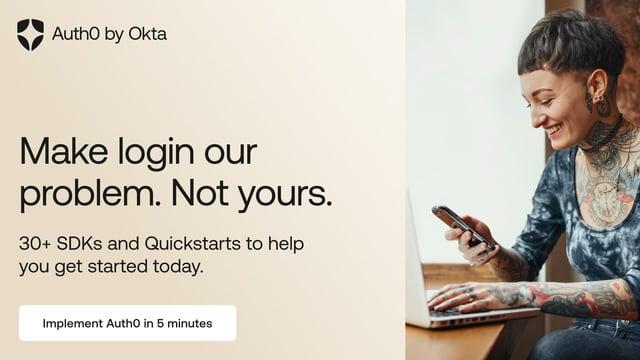 Auth0 by Okta
Make login our
problem. Not yours.
30+ SDKs and Quickstarts to help
you get started today.
Implement Auth0 in 5 minutes